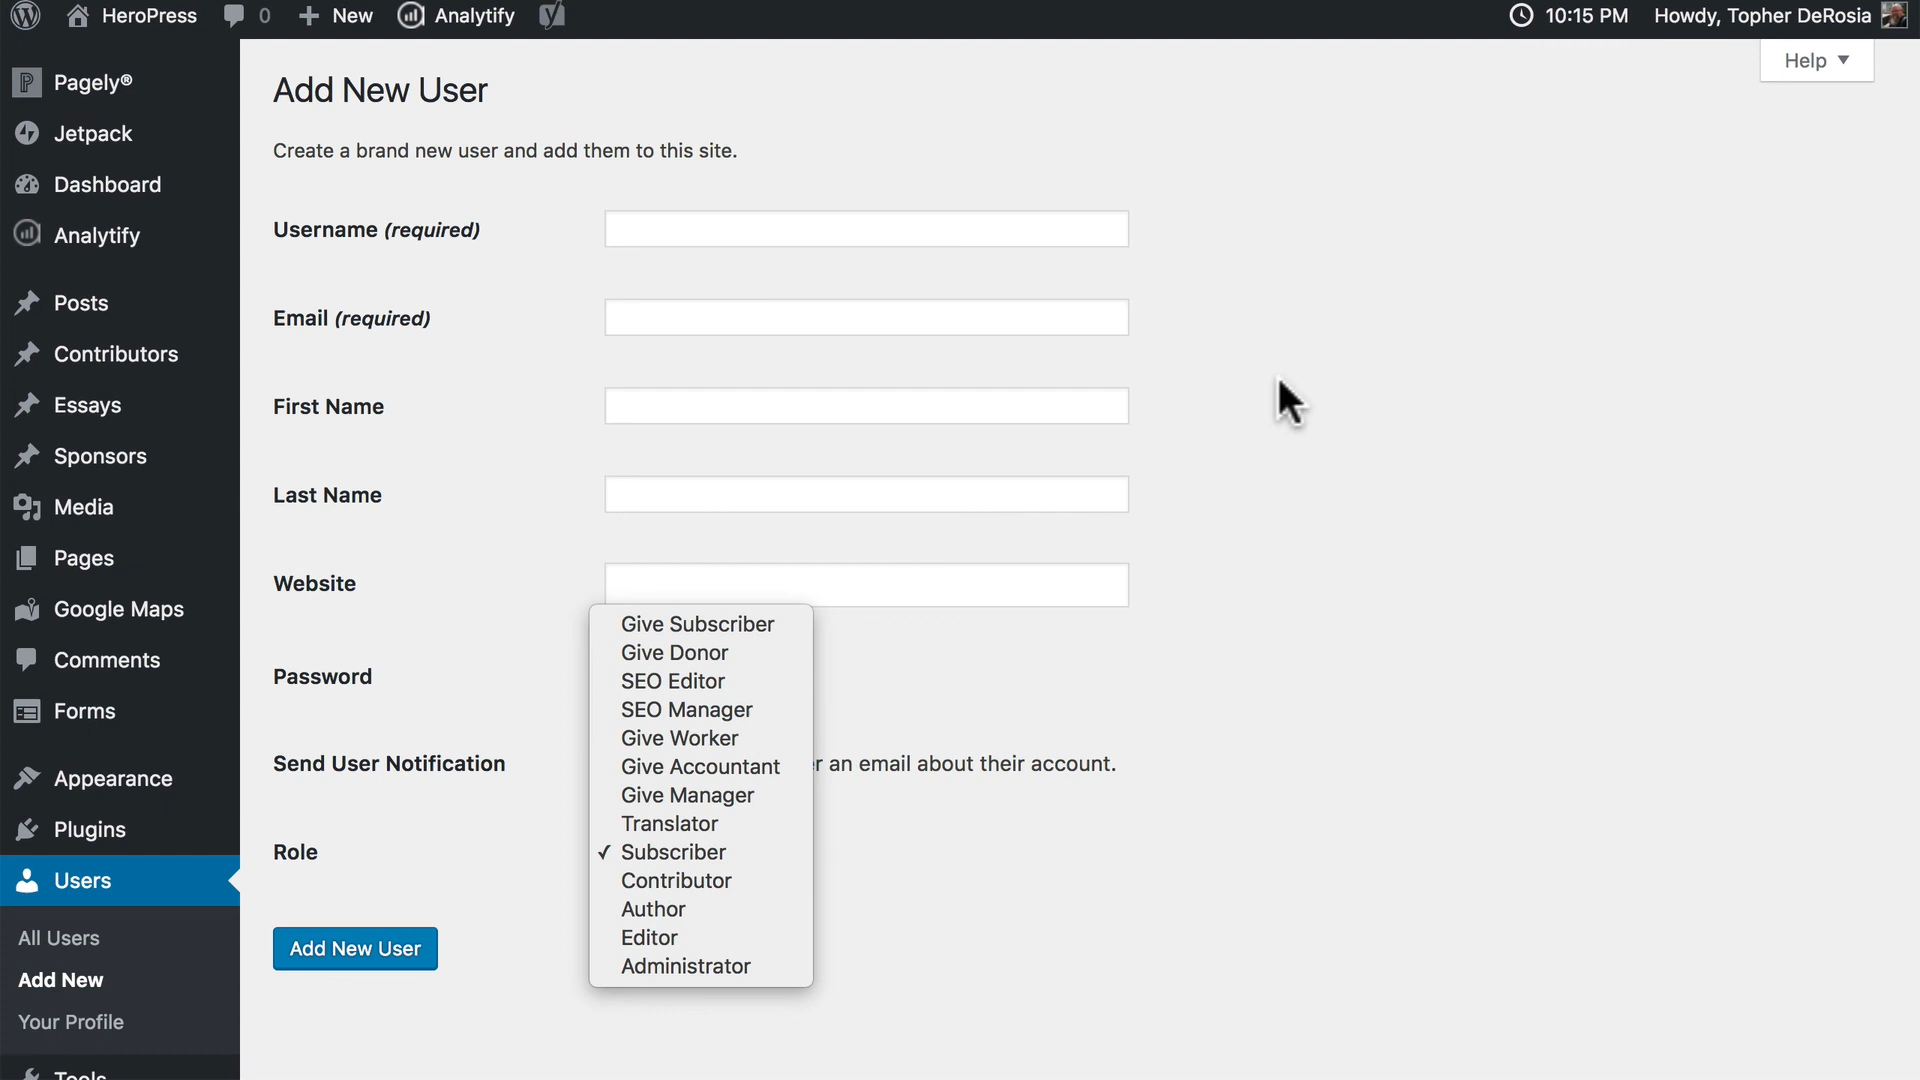 HeroPress 0 New Analytify 10:15 PM Howdy, Topher DeRosia
Help
Pagely®
Jetpack
Dashboard
Analytify
Posts
Contributors
Essays
Sponsors
Media
Pages
Google Maps
Comments
Forms
Appearance
Plugins
Users
All Users
Add New
Your Profile
Tools
Add New User
Create a brand new user and add them to this site.
Username (required)
Email (required)
First Name
Last Name
Website
Password
Send User Notification
an email about their account.
Role
Give Subscriber
Give Donor
SEO Editor
SEO Manager
Give Worker
Give Accountant
Give Manager
Translator
✓ Subscriber
Contributor
Author
Editor
Administrator
Add New User